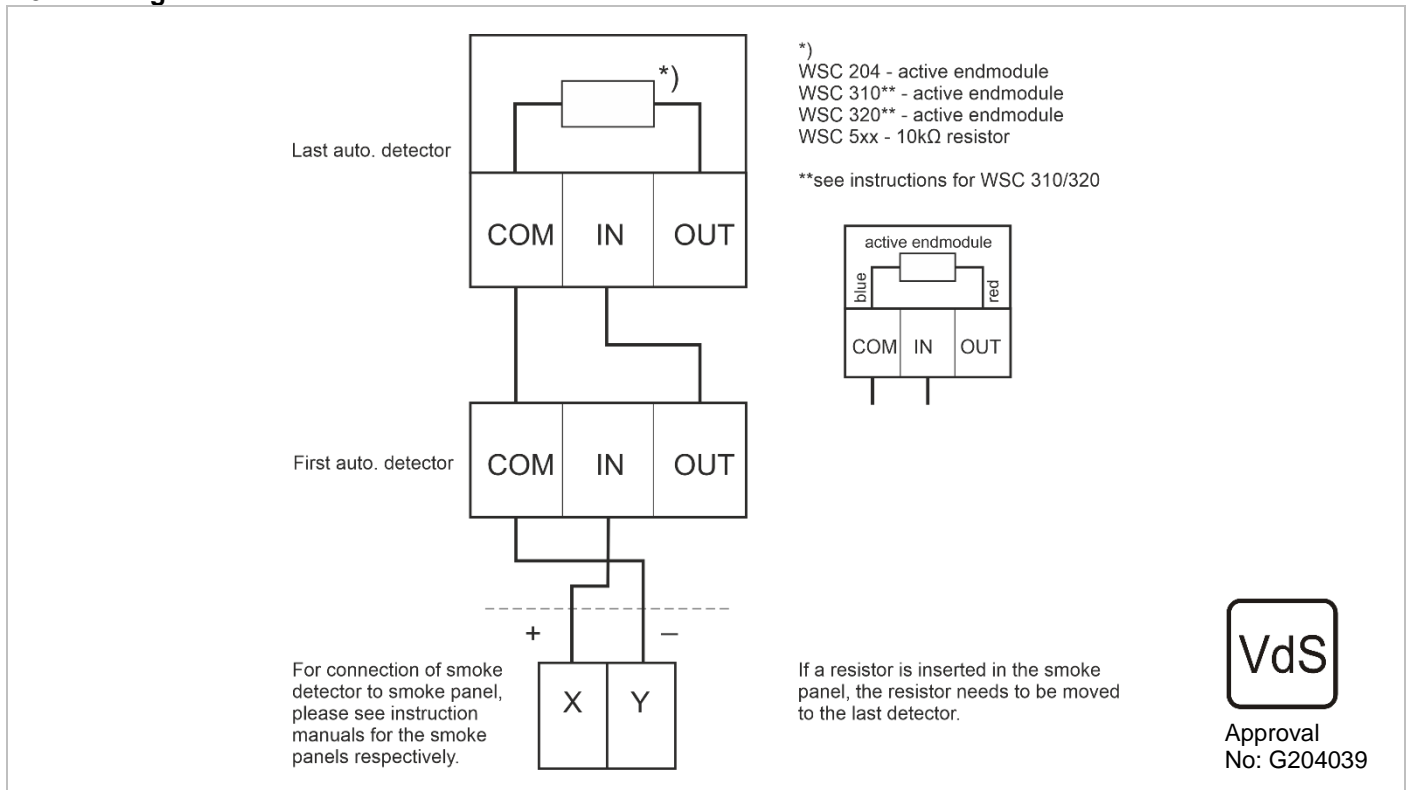 *)
WSC 204 - active endmodule
WSC 310** - active endmodule
WSC 320** - active endmodule
WSC 5xx - 10kΩ resistor
**see instructions for WSC 310/320
*)
Last auto. detector
COM IN OUT
active endmodule
blue
red
COM IN OUT
First auto. detector
COM IN OUT
+
–
X Y
For connection of smoke
detector to smoke panel,
please see instruction
manuals for the smoke
panels respectively.
If a resistor is inserted in the smoke
panel, the resistor needs to be moved
to the last detector.
VdS
Approval
No: G204039